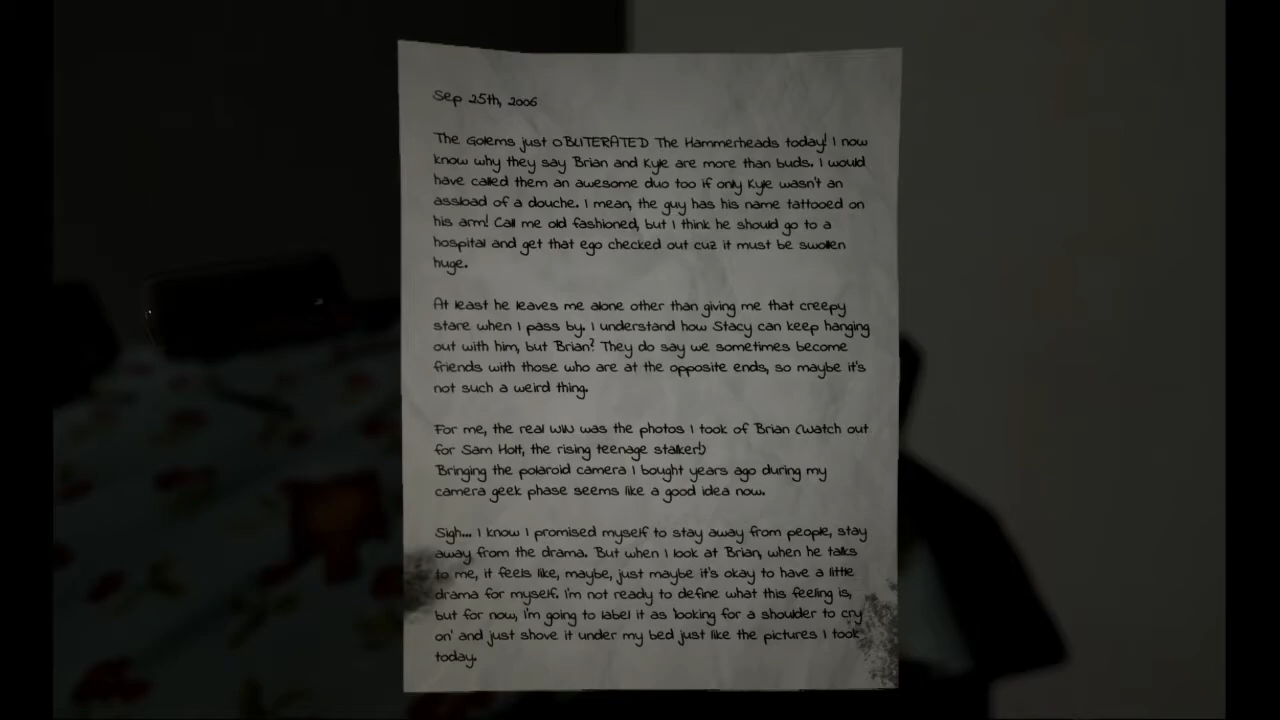 Sep 25th, 2006
The Golems just OBLITERATED The Hammerheads today! I now
know why they say Brian and Kyle are more than buds. I would
have called them an awesome duo too if only Kyle wasn't an
assload of a douche. I mean, the guy has his name tattooed on
his arm! Call me old fashioned, but I think he should go to a
hospital and get that ego checked out cuz it must be swollen
huge.
At least he leaves me alone other than giving me that creepy
stare when I pass by. I understand how Stacy can keep hanging
out with him, but Brian? They do say we sometimes become
friends with those who are at the opposite ends, so maybe it's
not such a weird thing.
For me, the real WIN was the photos I took of Brian (Watch out
for Sam Holt, the rising teenage stalker!)
Bringing the polaroid camera I bought years ago during my
camera geek phase seems like a good idea now.
Sigh... I know I promised myself to stay away from people, stay
away from the drama. But when I look at Brian, when he talks
to me, it feels like, maybe, just maybe it's okay to have a little
drama for myself. I'm not ready to define what this feeling is,
but for now, i'm going to label it as 'looking for a shoulder to cry
on' and just shove it under my bed just like the pictures I took
today.